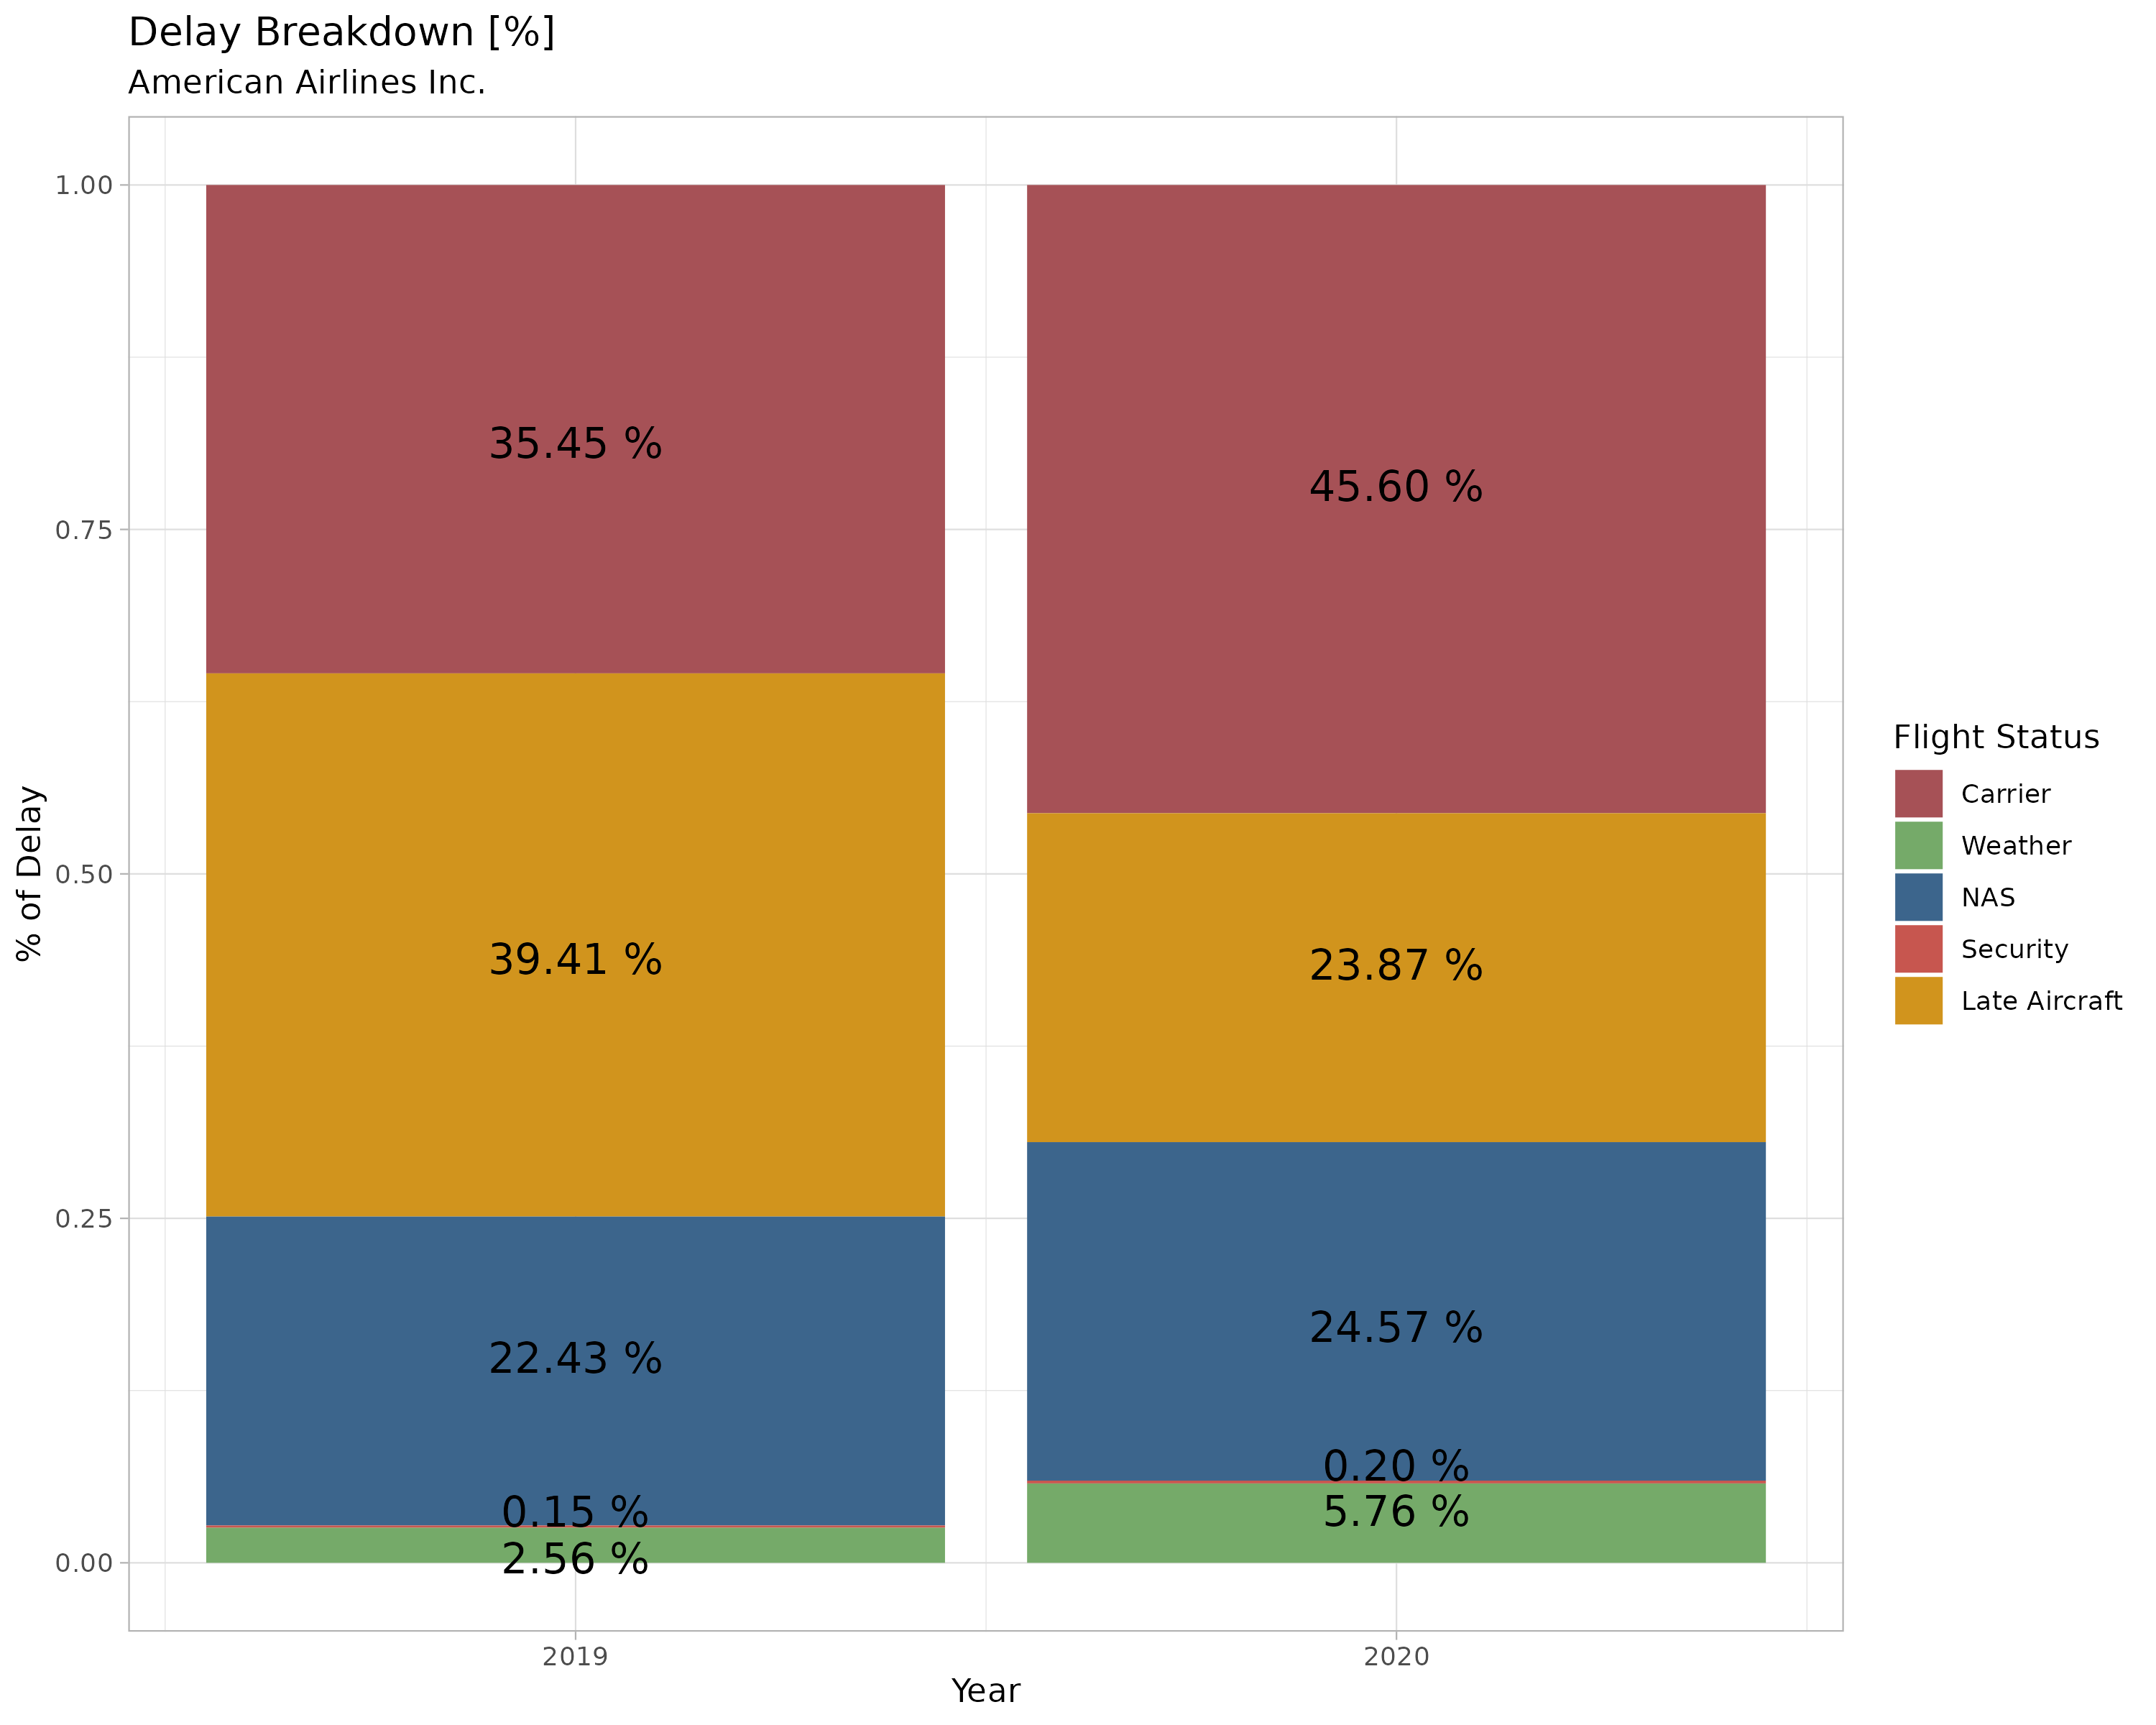 Delay Breakdown [%]
American Airlines Inc.
% of Delay
1.00
0.75
0.50
0.25
0.00
35.45 %
39.41 %
22.43 %
0.15 %
2.56 %
45.60 %
23.87 %
24.57 %
0.20 %
5.76 %
2019
2020
Year
Flight Status
Carrier
Weather
NAS
Security
Late Aircraft